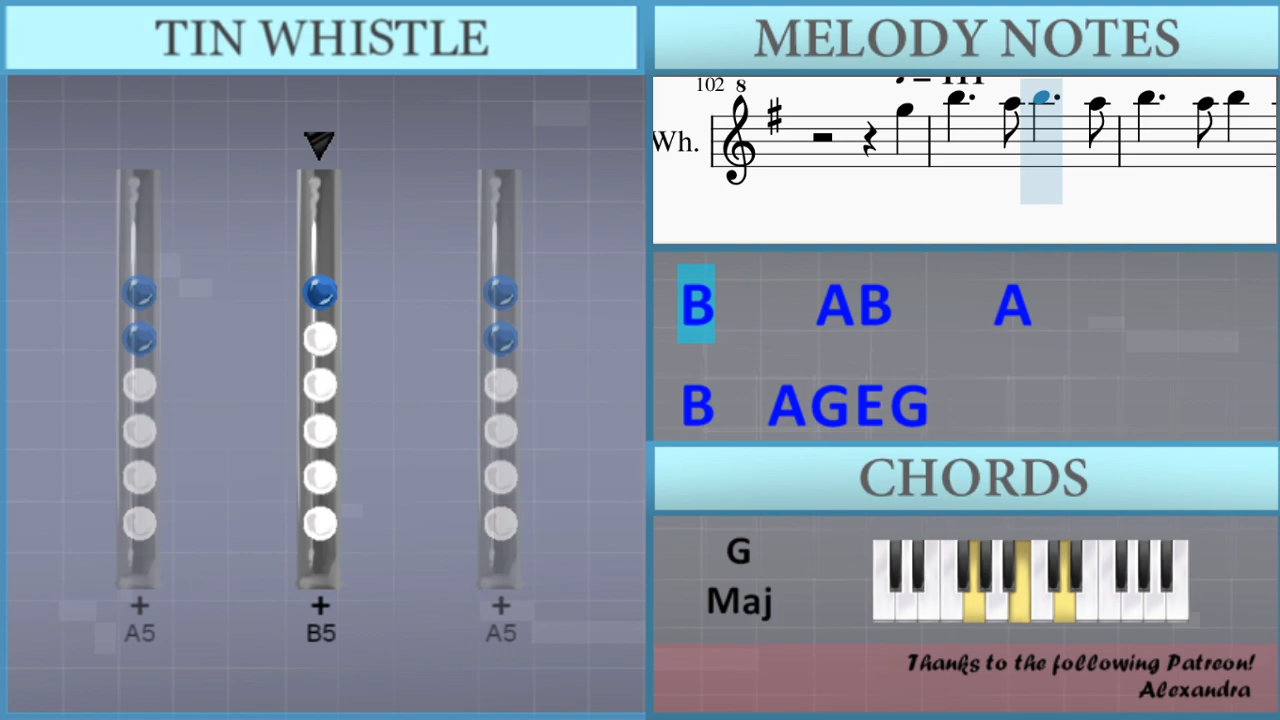 TIN WHISTLE
+ + +
A5 B5 A5
MELODY NOTES
102 8
Wh.
B AB A
B AGEG
CHORDS
G
Maj
Thanks to the following Patreon!
Alexandra